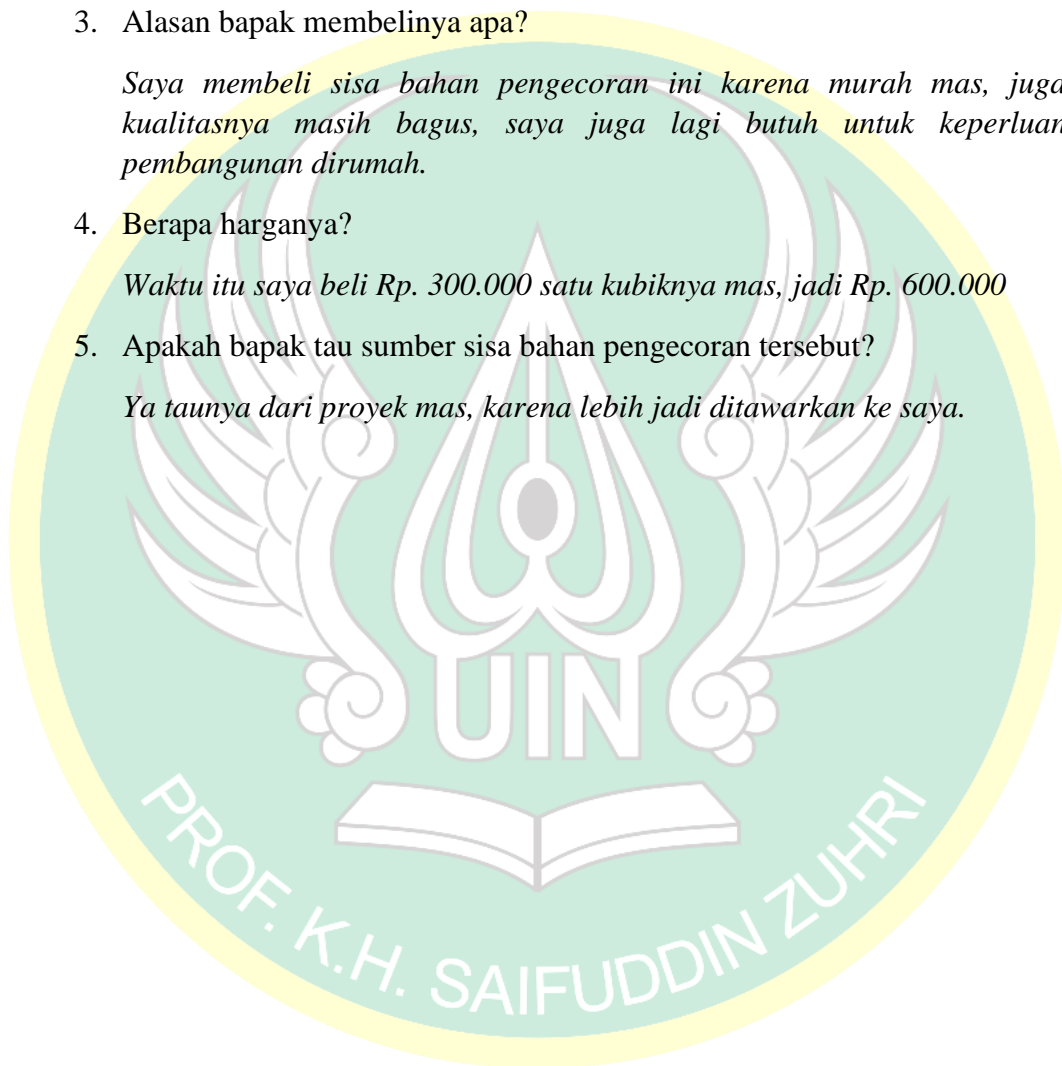 3. Alasan bapak membelinya apa?
Saya membeli sisa bahan pengecoran ini karena murah mas, juga
kualitasnya masih bagus, saya juga lagi butuh untuk keperluan
pembangunan dirumah.
4. Berapa harganya?
Waktu itu saya beli Rp. 300.000 satu kubiknya mas, jadi Rp. 600.000
5. Apakah bapak tau sumber sisa bahan pengecoran tersebut?
Ya taunya dari proyek mas, karena lebih jadi ditawarkan ke saya.
UIN
PROF. K.H. SAIFUDDIN ZUHRI